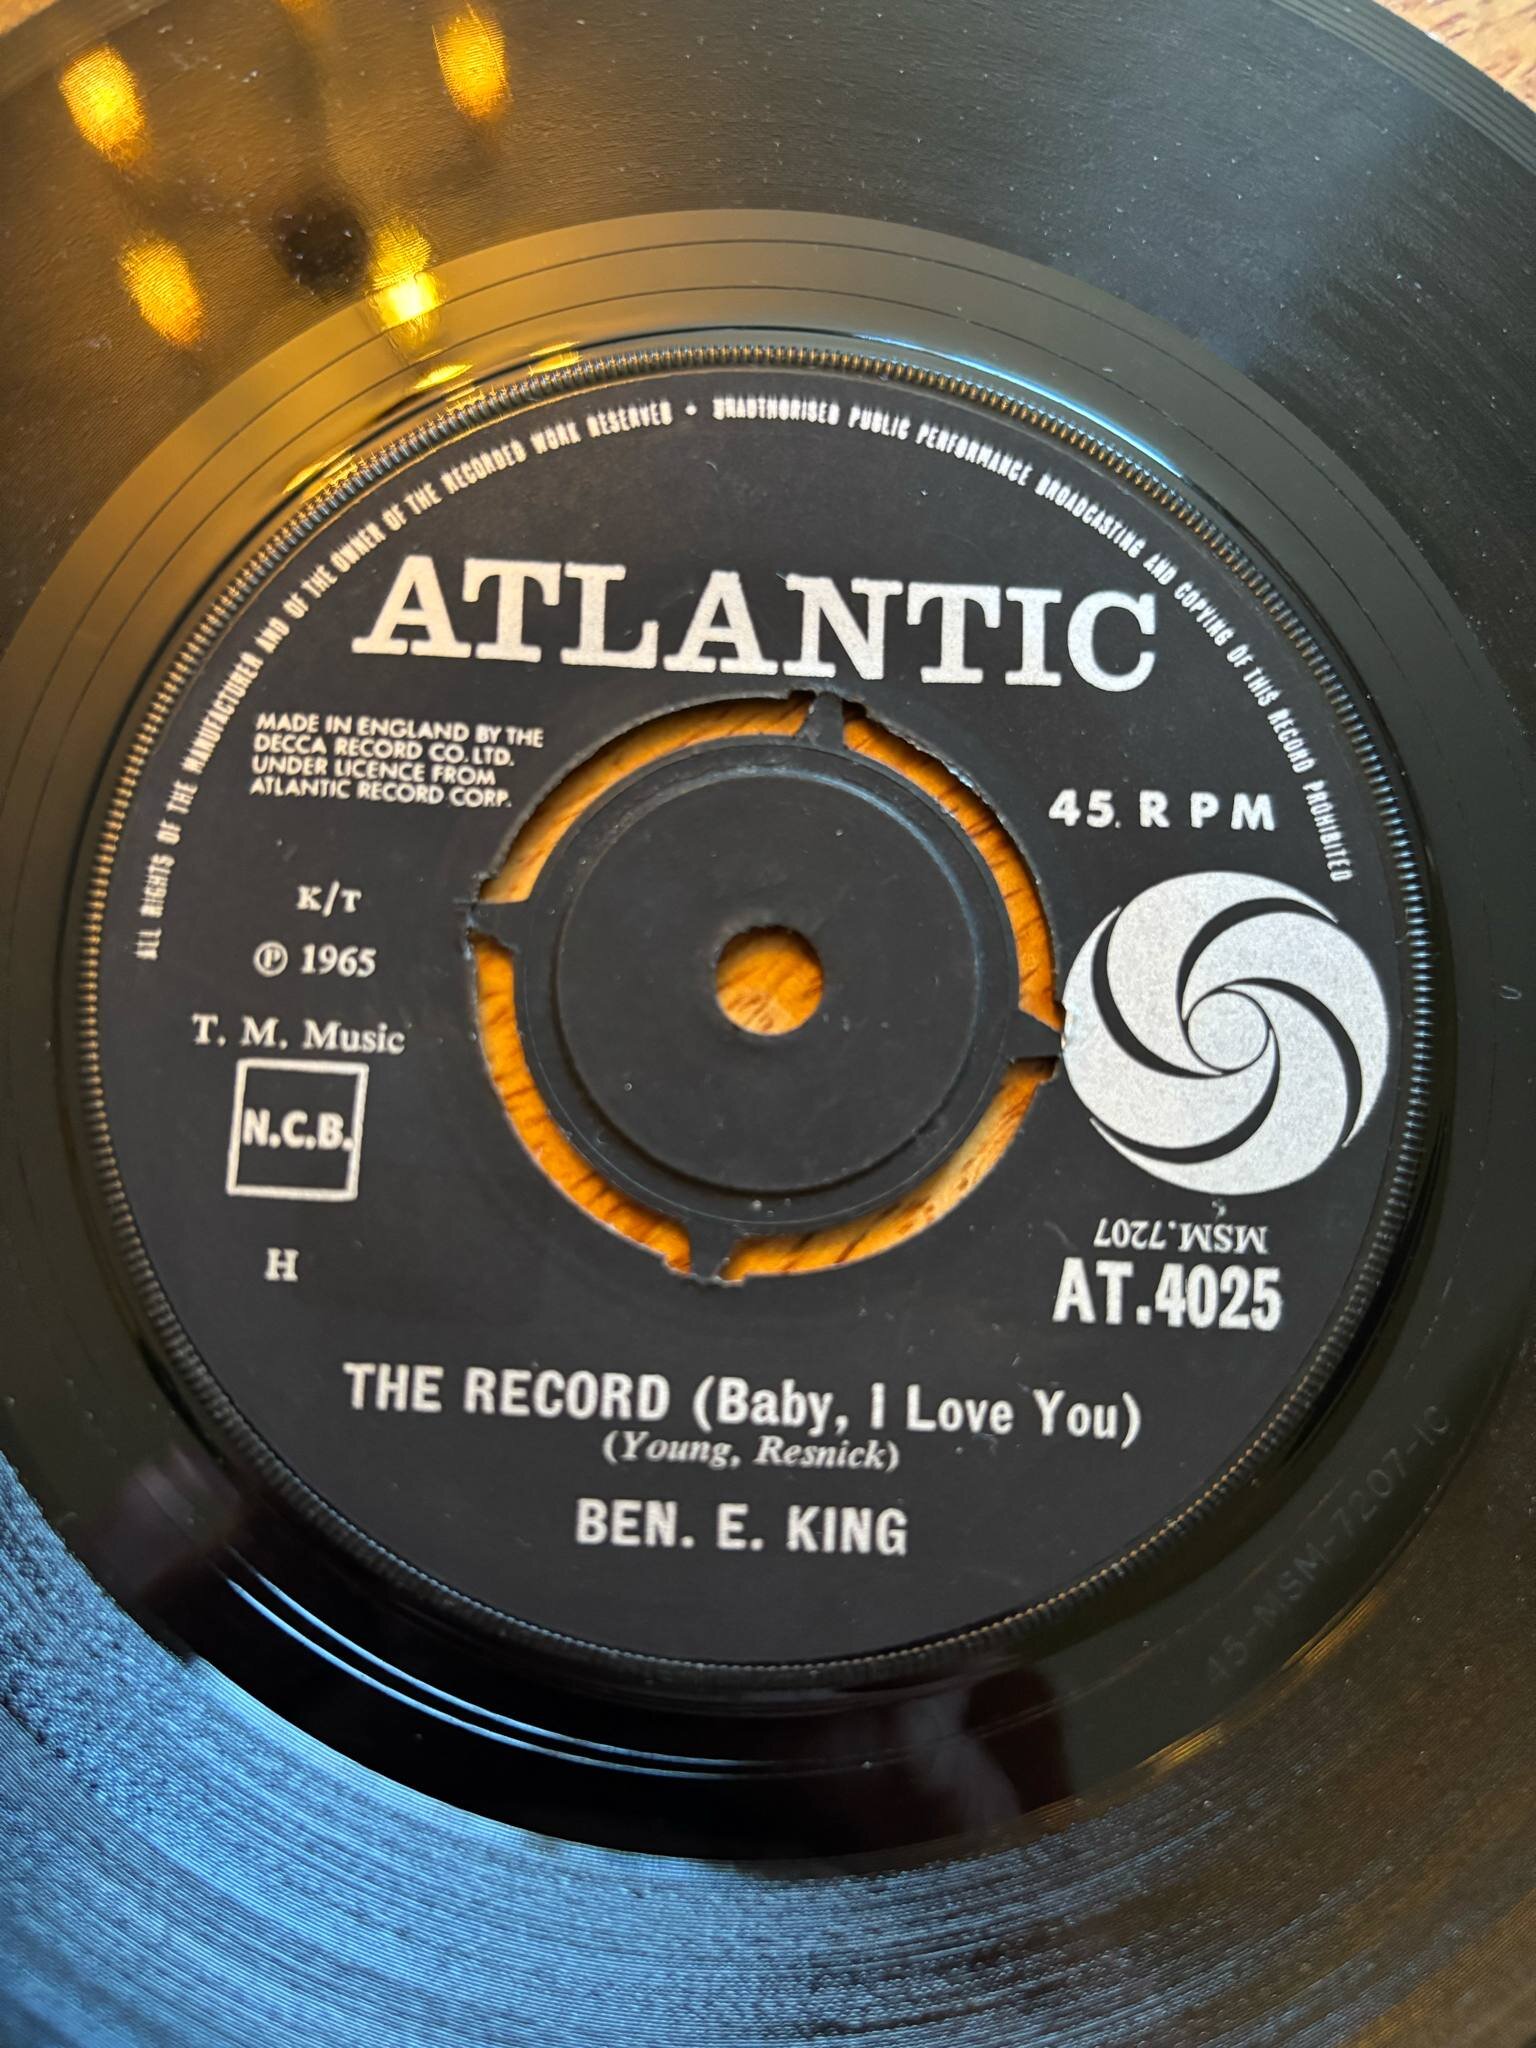 ALL RIGHTS OF THE MANUFACTURER AND OF THE OWNER OF THE RECORDED WORK RESERVED • UNAUTHORISED PUBLIC PERFORMANCE BROADCASTING AND COPYING OF THIS RECORD PROHIBITED
ATLANTIC
MADE IN ENGLAND BY THE
DECCA RECORD CO. LTD.
UNDER LICENCE FROM
ATLANTIC RECORD CORP.
45. R P M
K/T
℗ 1965
T. M. Music
N.C.B.
H
MSM.7207
AT.4025
THE RECORD (Baby, I Love You)
(Young, Resnick)
BEN. E. KING
45-MSM-7207-1C